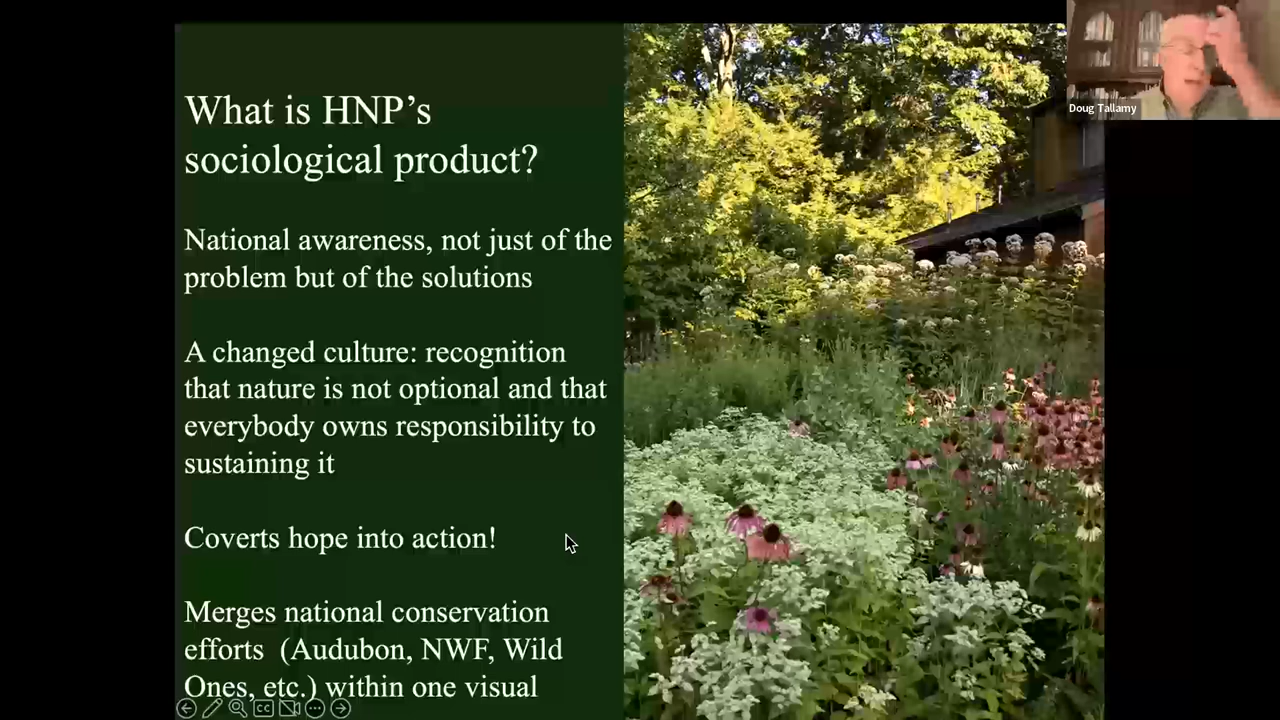 What is HNP’s
sociological product?
National awareness, not just of the
problem but of the solutions
A changed culture: recognition
that nature is not optional and that
everybody owns responsibility to
sustaining it
Coverts hope into action!
Merges national conservation
efforts  (Audubon, NWF, Wild
Ones, etc.) within one visual
Doug Tallamy
CC